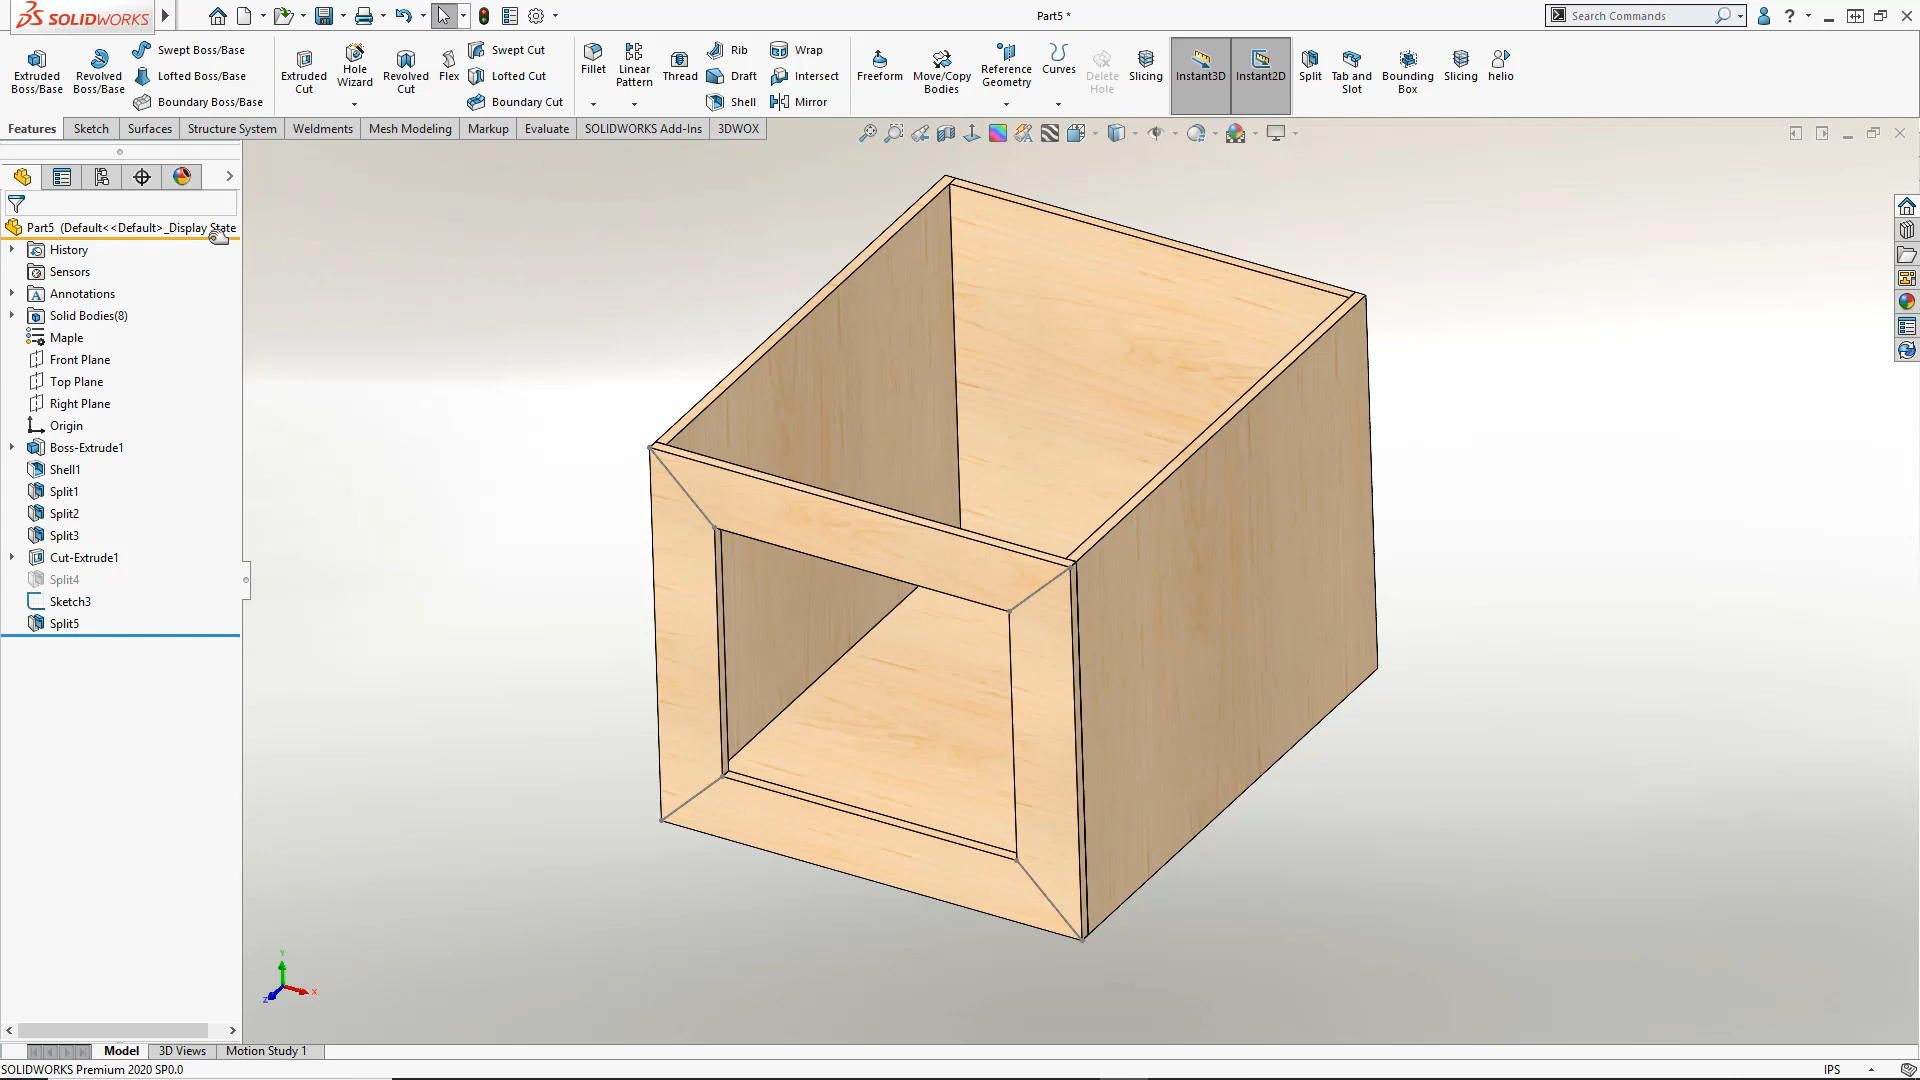 SOLIDWORKS
Part5 *
Search Commands
Extruded Boss/Base
Revolved Boss/Base
Swept Boss/Base
Lofted Boss/Base
Boundary Boss/Base
Extruded Cut
Hole Wizard
Revolved Cut
Flex
Swept Cut
Lofted Cut
Boundary Cut
Fillet
Linear Pattern
Thread
Rib
Draft
Shell
Wrap
Intersect
Mirror
Freeform
Move/Copy Bodies
Reference Geometry
Curves
Delete Hole
Slicing
Instant3D
Instant2D
Split
Tab and Slot
Bounding Box
Slicing
helio
Features
Sketch
Surfaces
Structure System
Weldments
Mesh Modeling
Markup
Evaluate
SOLIDWORKS Add-Ins
3DWOX
Part5 (Default<<Default>_Display State
History
Sensors
Annotations
Solid Bodies(8)
Maple
Front Plane
Top Plane
Right Plane
Origin
Boss-Extrude1
Shell1
Split1
Split2
Split3
Cut-Extrude1
Split4
Sketch3
Split5
Y
X
Z
Model
3D Views
Motion Study 1
SOLIDWORKS Premium 2020 SP0.0
IPS